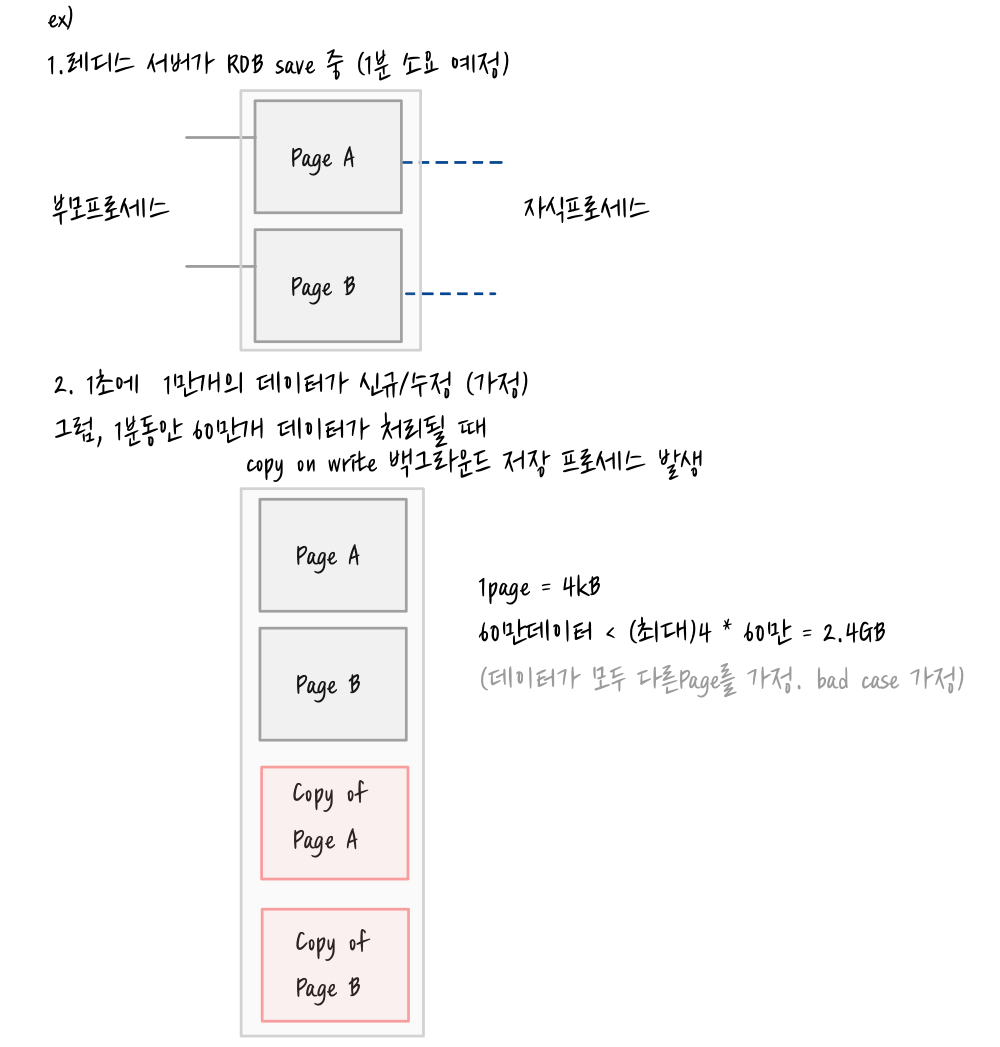 ex)
1.레디스 서버가 RDB save 중 (1분 소요 예정)
Page A
부모프로세스
자식프로세스
Page B
2. 1초에 1만개의 데이터가 신규/수정 (가정)
그럼, 1분동안 60만개 데이터가 처리될 때
copy on write 백그라운드 저장 프로세스 발생
Page A
1page = 4kB
60만데이터 < (최대)4 * 60만 = 2.4GB
Page B
(데이터가 모두 다른Page를 가정. bad case 가정)
Copy of
Page A
Copy of
Page B